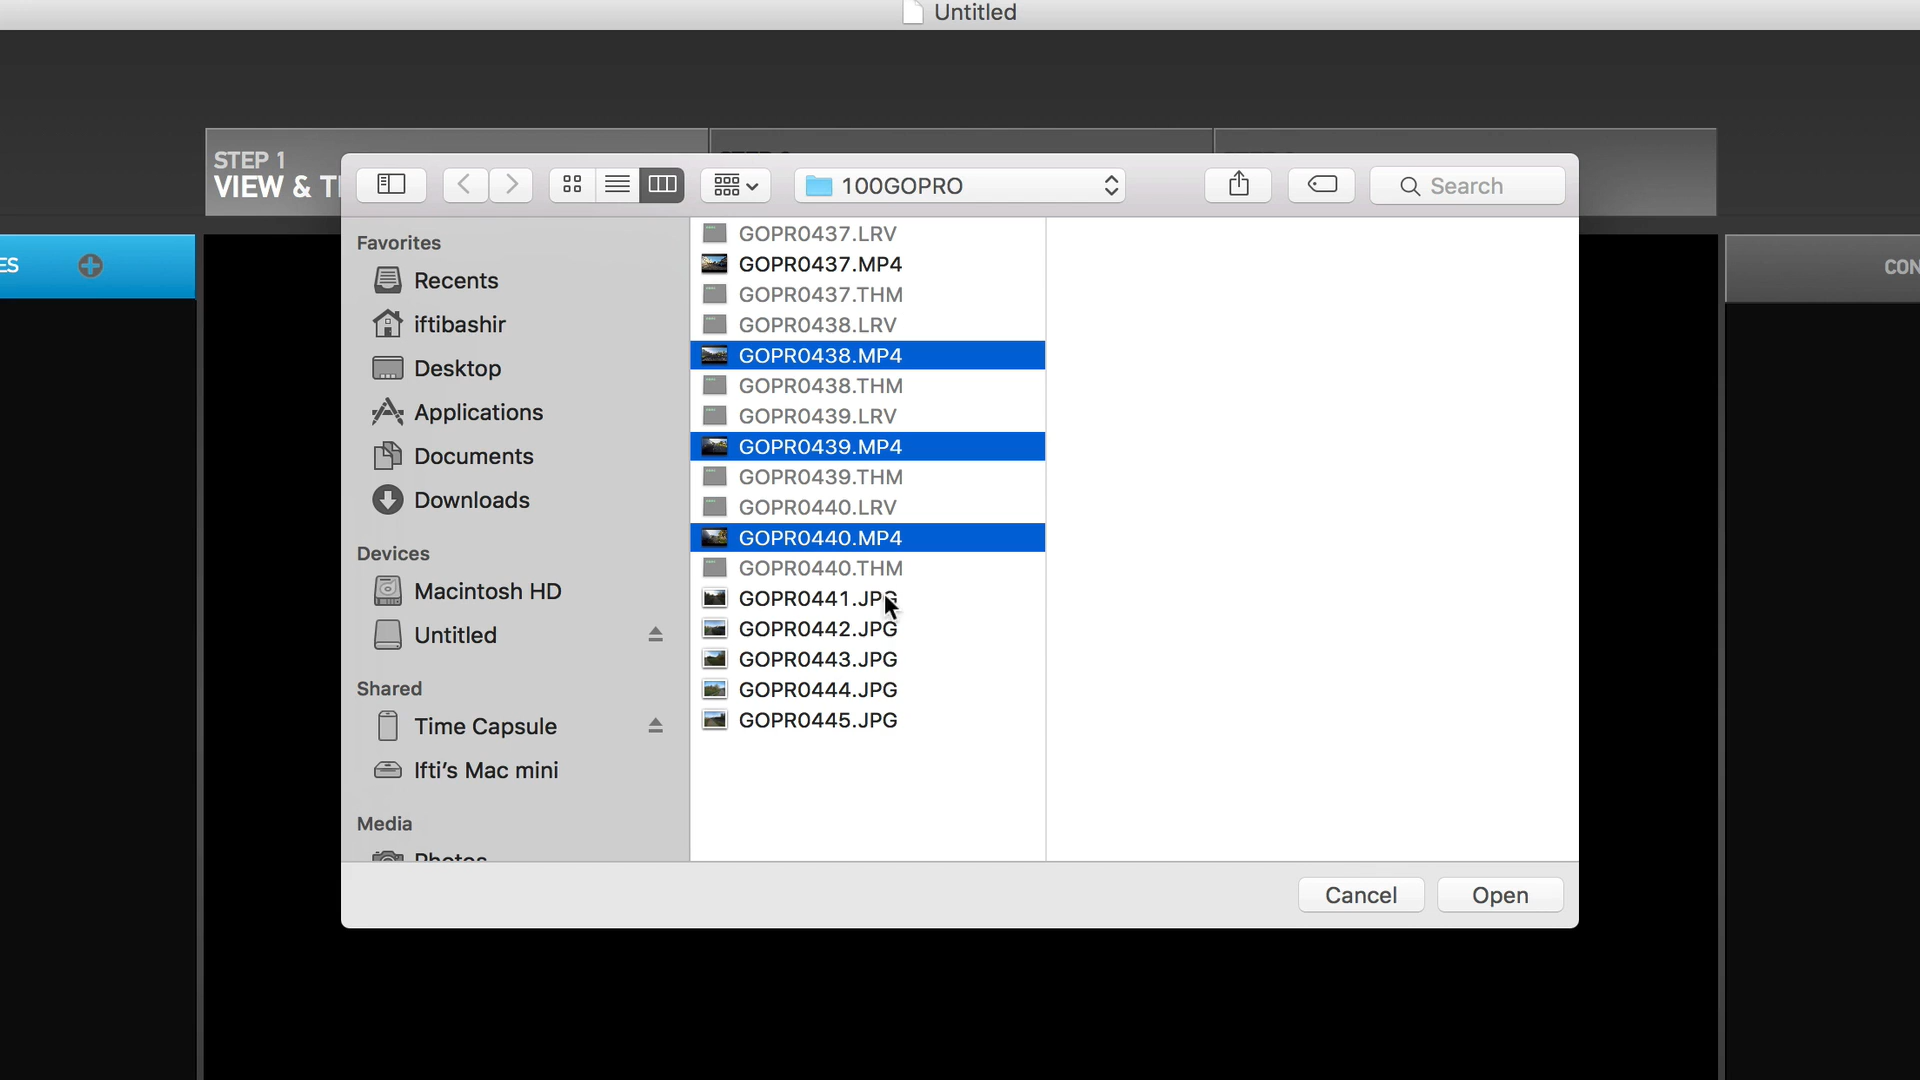 Untitled
STEP 1
VIEW & T
100GOPRO
Search
ES
CON
Favorites
Recents
iftibashir
Desktop
Applications
Documents
Downloads
Devices
Macintosh HD
Untitled
Shared
Time Capsule
Ifti's Mac mini
Media
Photos
GOPR0437.LRV
GOPR0437.MP4
GOPR0437.THM
GOPR0438.LRV
GOPR0438.MP4
GOPR0438.THM
GOPR0439.LRV
GOPR0439.MP4
GOPR0439.THM
GOPR0440.LRV
GOPR0440.MP4
GOPR0440.THM
GOPR0441.JPG
GOPR0442.JPG
GOPR0443.JPG
GOPR0444.JPG
GOPR0445.JPG
Cancel
Open